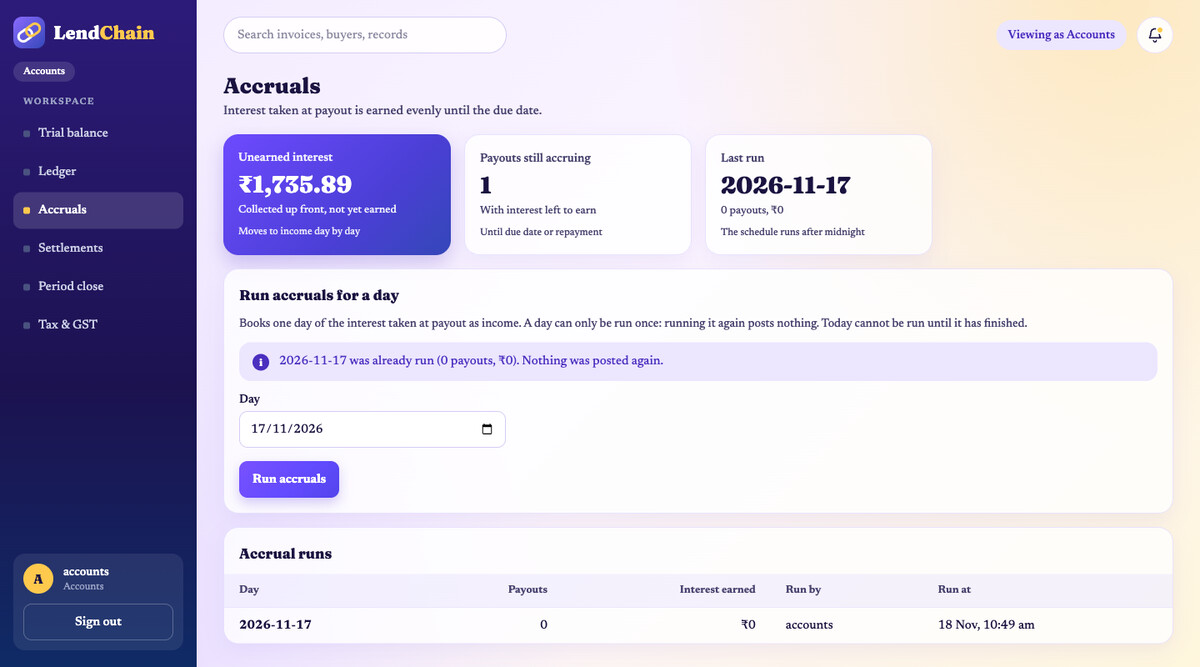 LendChain
Accounts
WORKSPACE
Trial balance
Ledger
Accruals
Settlements
Period close
Tax & GST
A
accounts
Accounts
Sign out
Search invoices, buyers, records
Viewing as Accounts
Accruals
Interest taken at payout is earned evenly until the due date.
Unearned interest
₹1,735.89
Collected up front, not yet earned
Moves to income day by day
Payouts still accruing
1
With interest left to earn
Until due date or repayment
Last run
2026-11-17
0 payouts, ₹0
The schedule runs after midnight
Run accruals for a day
Books one day of the interest taken at payout as income. A day can only be run once: running it again posts nothing. Today cannot be run until it has finished.
2026-11-17 was already run (0 payouts, ₹0). Nothing was posted again.
Day
17/11/2026
Run accruals
Accrual runs
Day Payouts Interest earned Run by Run at
2026-11-17 0 ₹0 accounts 18 Nov, 10:49 am